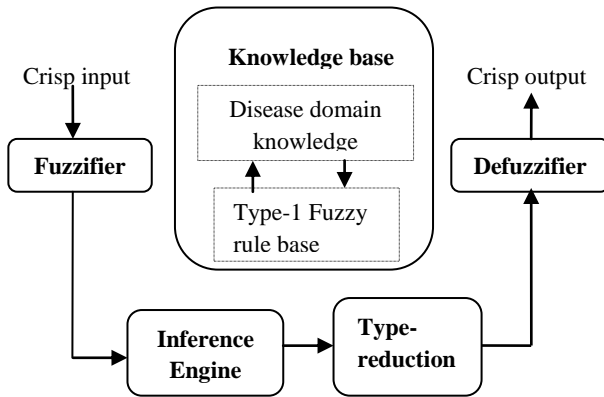 Knowledge base
Crisp input
Crisp output
Disease domain
knowledge
Fuzzifier
Defuzzifier
Type-1 Fuzzy
rule base
Inference
Engine
Type-
reduction